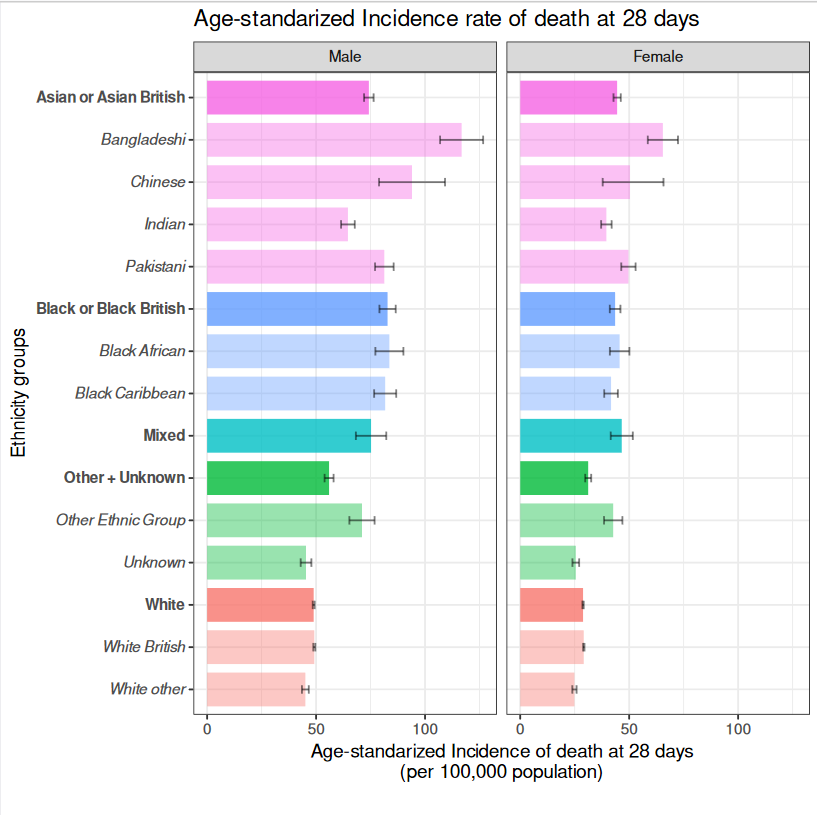 Age-standarized Incidence rate of death at 28 days
Male
Female
Ethnicity groups
Asian or Asian British
Bangladeshi
Chinese
Indian
Pakistani
Black or Black British
Black African
Black Caribbean
Mixed
Other + Unknown
Other Ethnic Group
Unknown
White
White British
White other
0 50 100
0 50 100
Age-standarized Incidence of death at 28 days
(per 100,000 population)